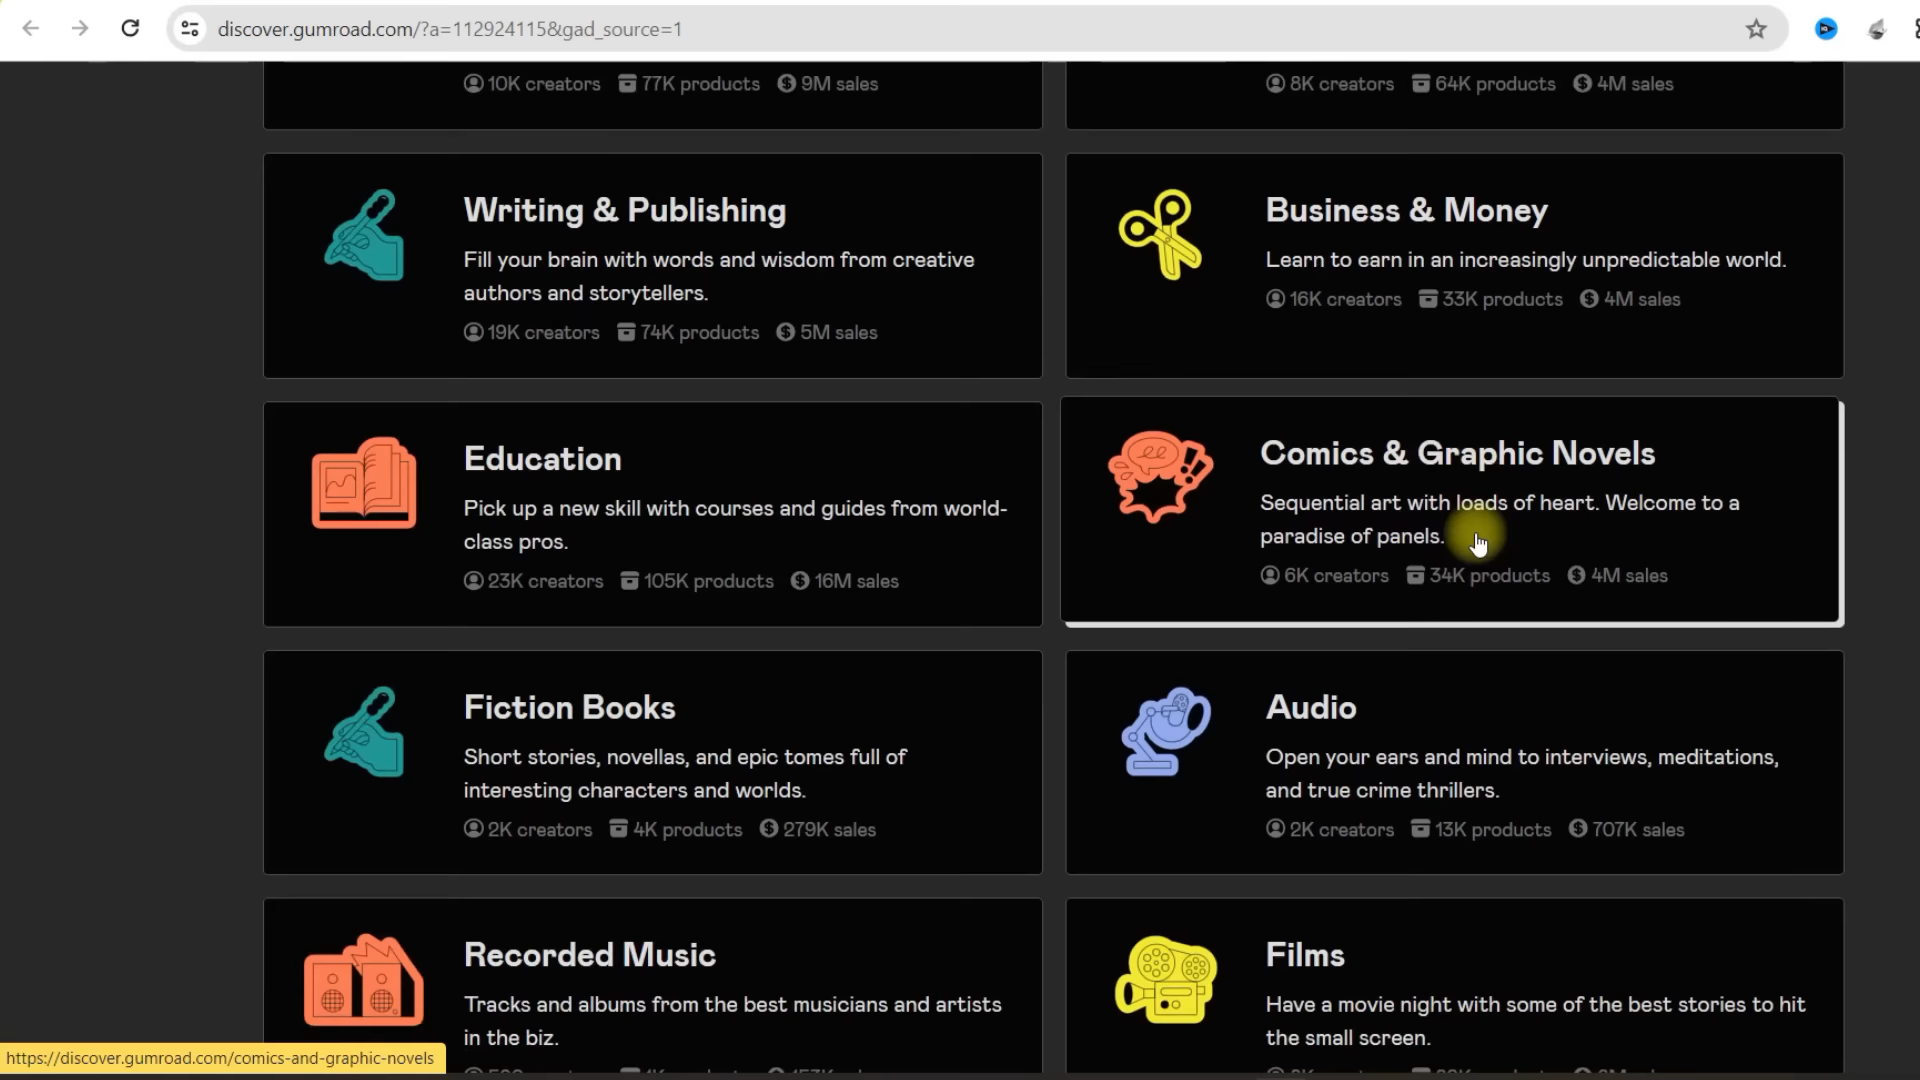 discover.gumroad.com/?a=112924115&gad_source=1
10K creators 77K products 9M sales
8K creators 64K products 4M sales
Writing & Publishing
Fill your brain with words and wisdom from creative
authors and storytellers.
19K creators 74K products 5M sales
Business & Money
Learn to earn in an increasingly unpredictable world.
16K creators 33K products 4M sales
Education
Pick up a new skill with courses and guides from world-
class pros.
23K creators 105K products 16M sales
Comics & Graphic Novels
Sequential art with loads of heart. Welcome to a
paradise of panels.
6K creators 34K products 4M sales
Fiction Books
Short stories, novellas, and epic tomes full of
interesting characters and worlds.
2K creators 4K products 279K sales
Audio
Open your ears and mind to interviews, meditations,
and true crime thrillers.
2K creators 13K products 707K sales
Recorded Music
Tracks and albums from the best musicians and artists
in the biz.
Films
Have a movie night with some of the best stories to hit
the small screen.
https://discover.gumroad.com/comics-and-graphic-novels